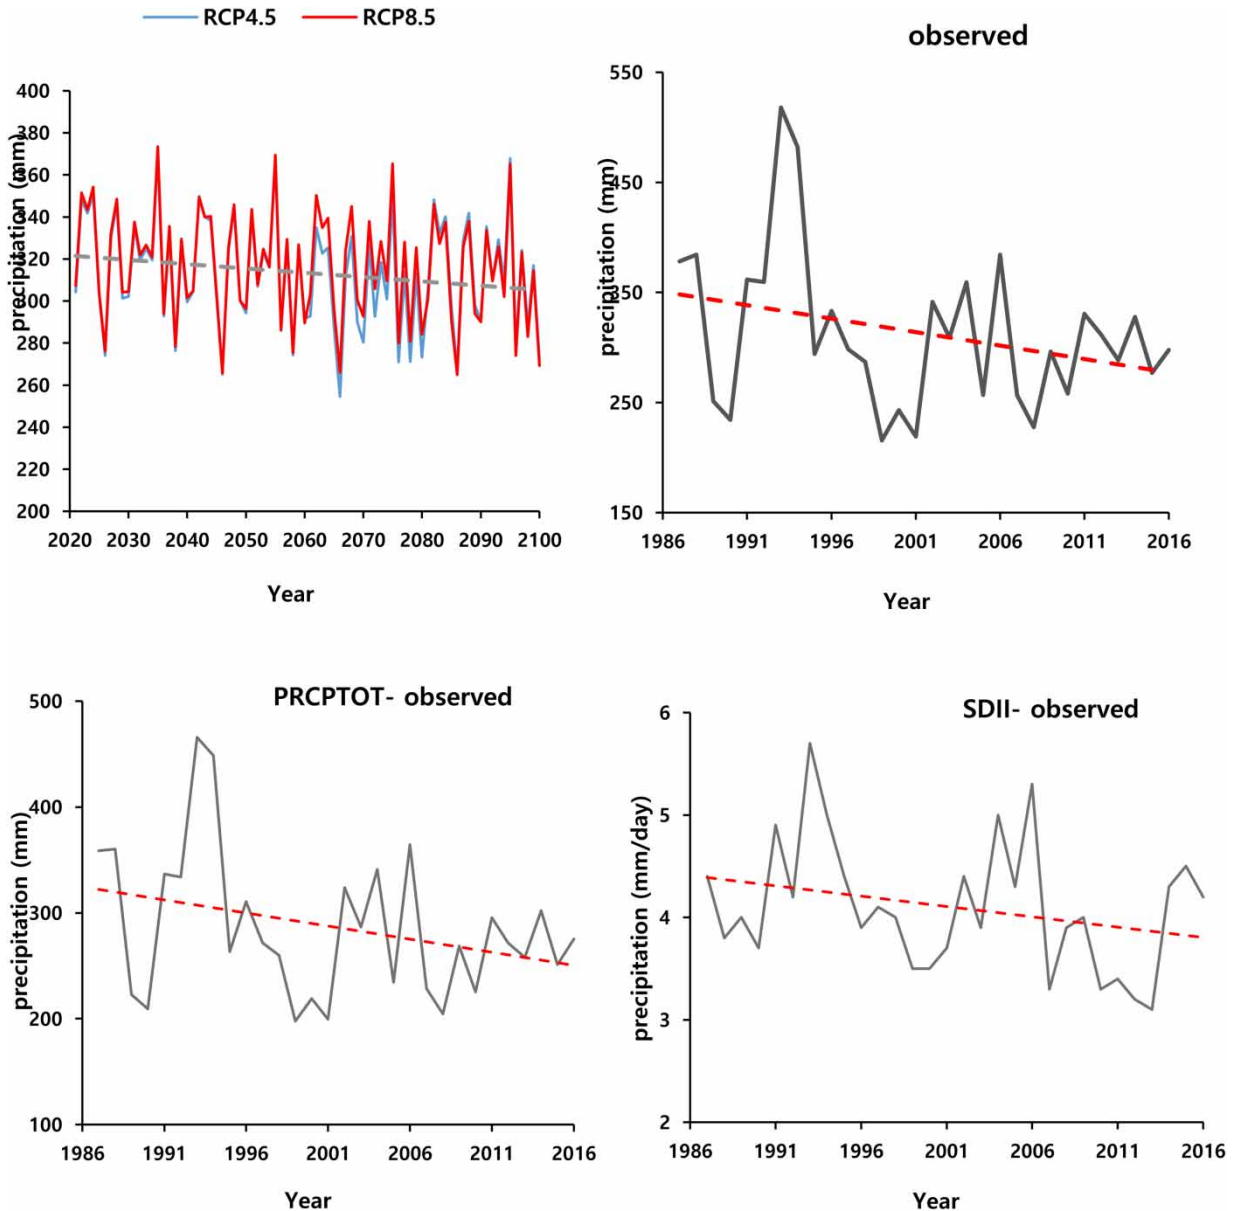 RCP4.5 RCP8.5
precipitation (mm)
400
380
360
340
320
300
280
260
240
220
200
2020 2030 2040 2050 2060 2070 2080 2090 2100
Year
observed
precipitation (mm)
550
450
350
250
150
1986 1991 1996 2001 2006 2011 2016
Year
PRCPTOT- observed
precipitation (mm)
500
400
300
200
100
1986 1991 1996 2001 2006 2011 2016
Year
SDII- observed
precipitation (mm/day)
6
5
4
3
2
1986 1991 1996 2001 2006 2011 2016
Year